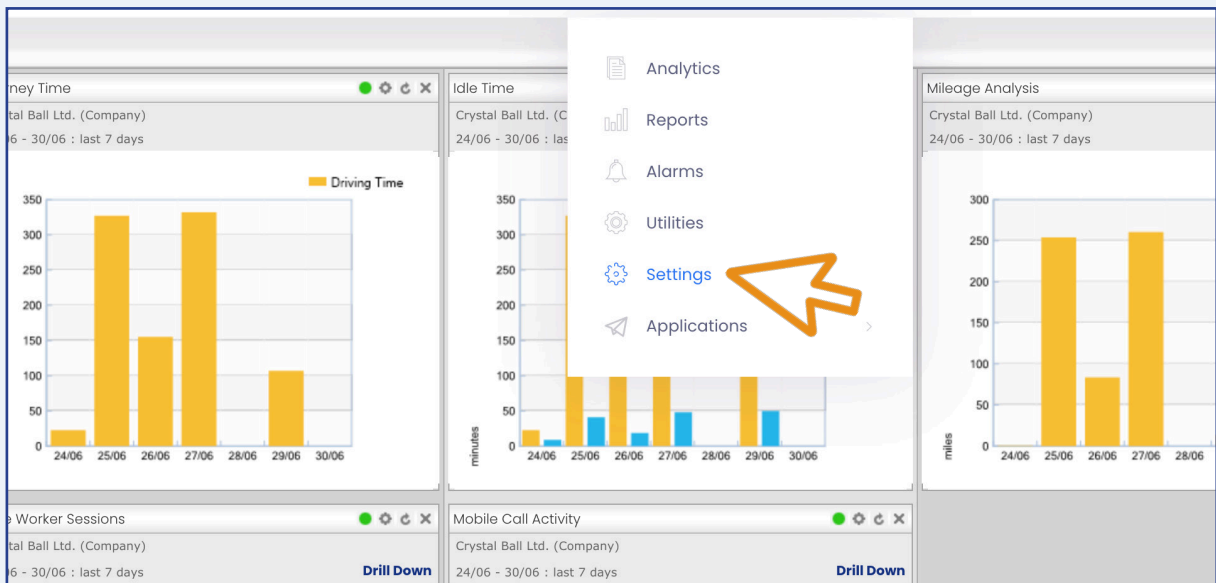 Analytics
Reports
Alarms
Utilities
Settings
Applications
rney Time
tal Ball Ltd. (Company)
06 - 30/06 : last 7 days
Driving Time
350
300
250
200
150
100
50
0
24/06 25/06 26/06 27/06 28/06 29/06 30/06
Idle Time
Crystal Ball Ltd. (C
24/06 - 30/06 : las
350
300
250
200
150
100
50
0
minutes
24/06 25/06 26/06 27/06 28/06 29/06 30/06
Mileage Analysis
Crystal Ball Ltd. (Company)
24/06 - 30/06 : last 7 days
300
250
200
150
100
50
0
miles
24/06 25/06 26/06 27/06 28/06
e Worker Sessions
tal Ball Ltd. (Company)
06 - 30/06 : last 7 days
Drill Down
Mobile Call Activity
Crystal Ball Ltd. (Company)
24/06 - 30/06 : last 7 days
Drill Down